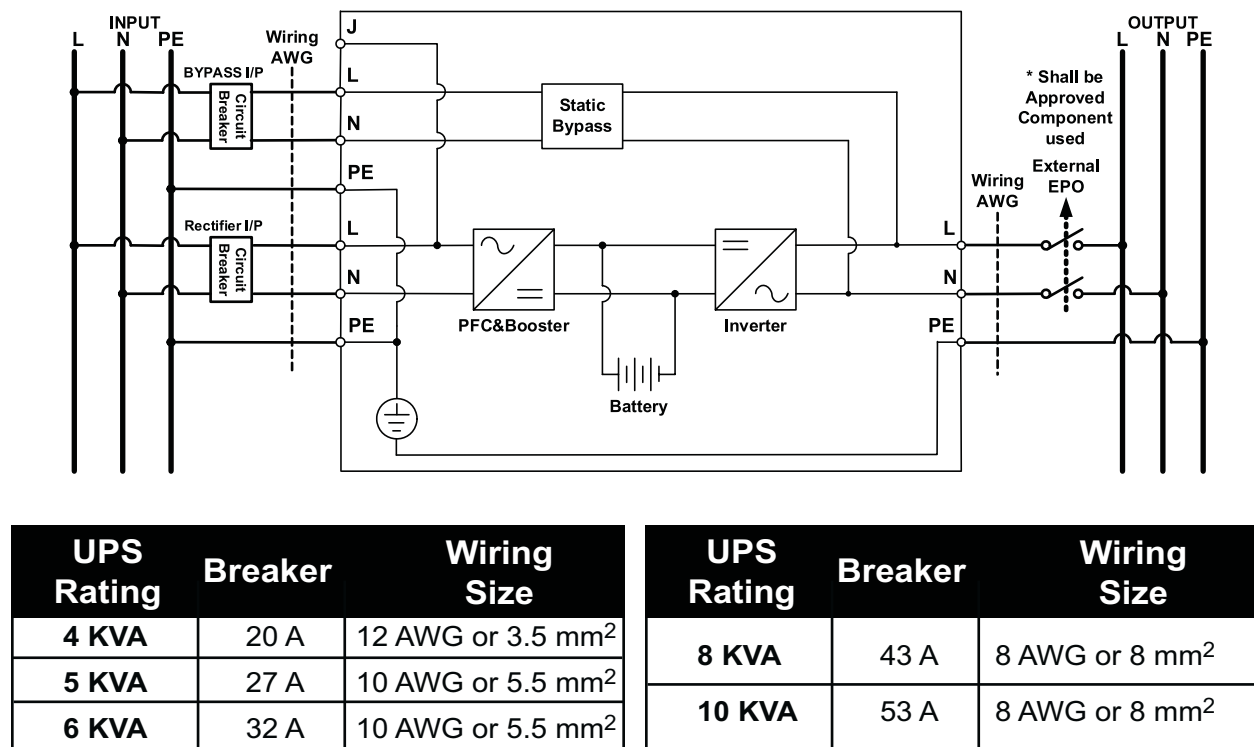 INPUT
L N PE
Wiring
AWG
BYPASS I/P
Circuit
Breaker
Rectifier I/P
Circuit
Breaker
J
L
N
PE
L
N
PE
Static
Bypass
PFC&Booster
Inverter
Battery
L
N
PE
Wiring
AWG
* Shall be
Approved
Component
used
External
EPO
OUTPUT
L N PE
UPS
Rating
Breaker
Wiring
Size
4 KVA 20 A 12 AWG or 3.5 mm²
5 KVA 27 A 10 AWG or 5.5 mm²
6 KVA 32 A 10 AWG or 5.5 mm²
UPS
Rating
Breaker
Wiring
Size
8 KVA 43 A 8 AWG or 8 mm²
10 KVA 53 A 8 AWG or 8 mm²